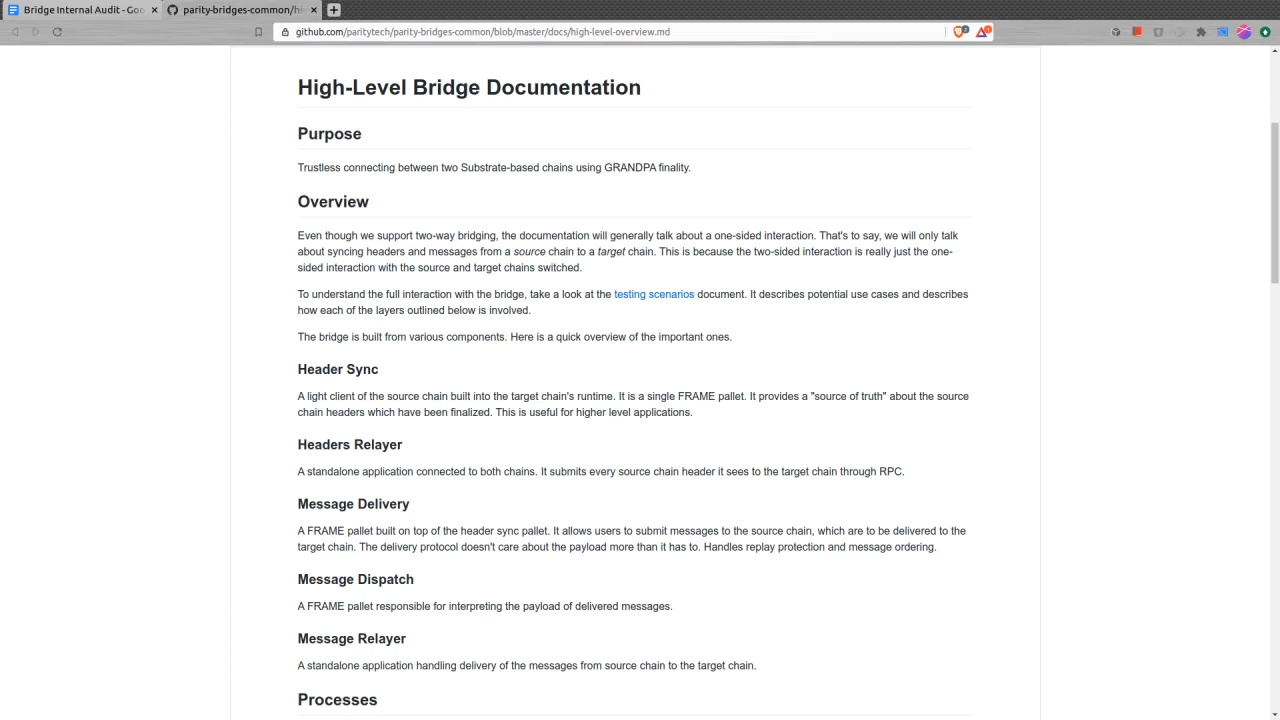 Bridge Internal Audit - Goo
parity-bridges-common/hi
github.com/paritytech/parity-bridges-common/blob/master/docs/high-level-overview.md
High-Level Bridge Documentation
Purpose
Trustless connecting between two Substrate-based chains using GRANDPA finality.
Overview
Even though we support two-way bridging, the documentation will generally talk about a one-sided interaction. That's to say, we will only talk
about syncing headers and messages from a source chain to a target chain. This is because the two-sided interaction is really just the one-
sided interaction with the source and target chains switched.
To understand the full interaction with the bridge, take a look at the testing scenarios document. It describes potential use cases and describes
how each of the layers outlined below is involved.
The bridge is built from various components. Here is a quick overview of the important ones.
Header Sync
A light client of the source chain built into the target chain's runtime. It is a single FRAME pallet. It provides a "source of truth" about the source
chain headers which have been finalized. This is useful for higher level applications.
Headers Relayer
A standalone application connected to both chains. It submits every source chain header it sees to the target chain through RPC.
Message Delivery
A FRAME pallet built on top of the header sync pallet. It allows users to submit messages to the source chain, which are to be delivered to the
target chain. The delivery protocol doesn't care about the payload more than it has to. Handles replay protection and message ordering.
Message Dispatch
A FRAME pallet responsible for interpreting the payload of delivered messages.
Message Relayer
A standalone application handling delivery of the messages from source chain to the target chain.
Processes